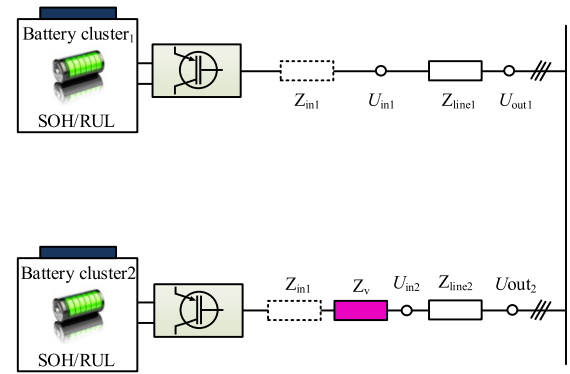 Battery cluster1
SOH/RUL
Zin1 Uin1 Zline1 Uout1
Battery cluster2
SOH/RUL
Zin1 Zv Uin2 Zline2 Uout2